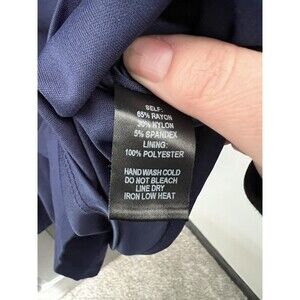 SELF:
65% RAYON
30% NYLON
5% SPANDEX
LINING:
100% POLYESTER
HAND WASH COLD
DO NOT BLEACH
LINE DRY
IRON LOW HEAT